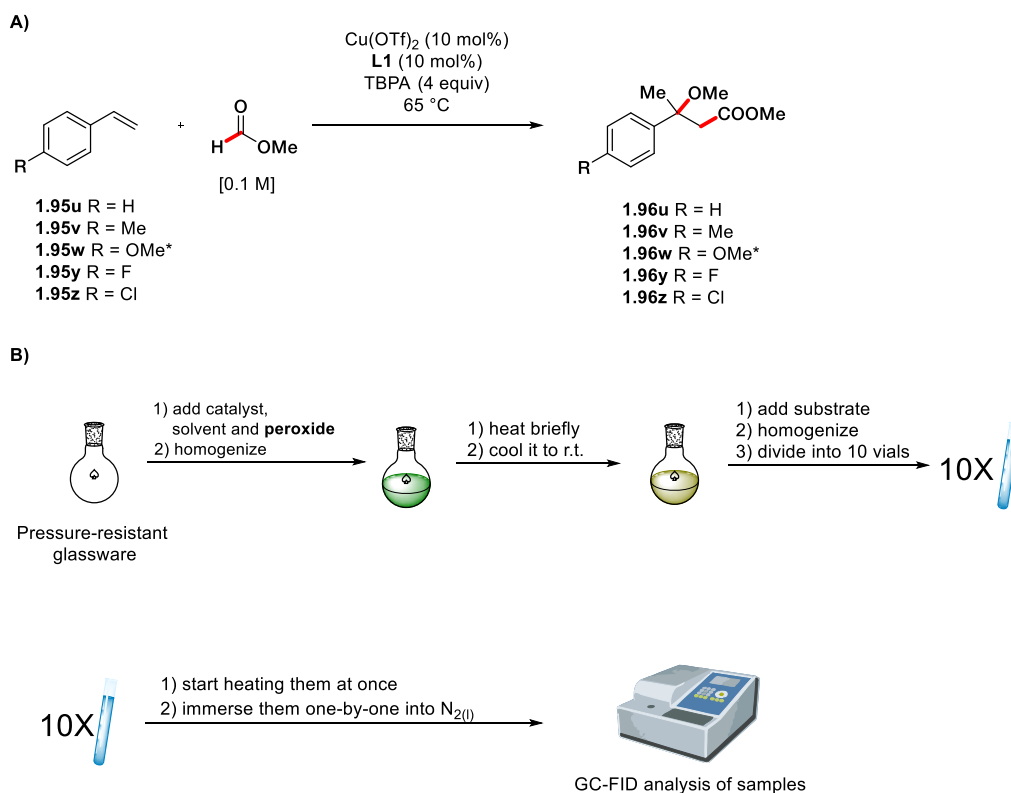 A)
Cu(OTf)2 (10 mol%)
L1 (10 mol%)
TBPA (4 equiv)
65 °C
R
+
O
H
OMe
[0.1 M]
Me
OMe
COOMe
R
1.95u R = H
1.95v R = Me
1.95w R = OMe*
1.95y R = F
1.95z R = Cl
1.96u R = H
1.96v R = Me
1.96w R = OMe*
1.96y R = F
1.96z R = Cl
B)
Pressure-resistant
glassware
1) add catalyst,
solvent and peroxide
2) homogenize
1) heat briefly
2) cool it to r.t.
1) add substrate
2) homogenize
3) divide into 10 vials
10X
10X
1) start heating them at once
2) immerse them one-by-one into N2(l)
GC-FID analysis of samples